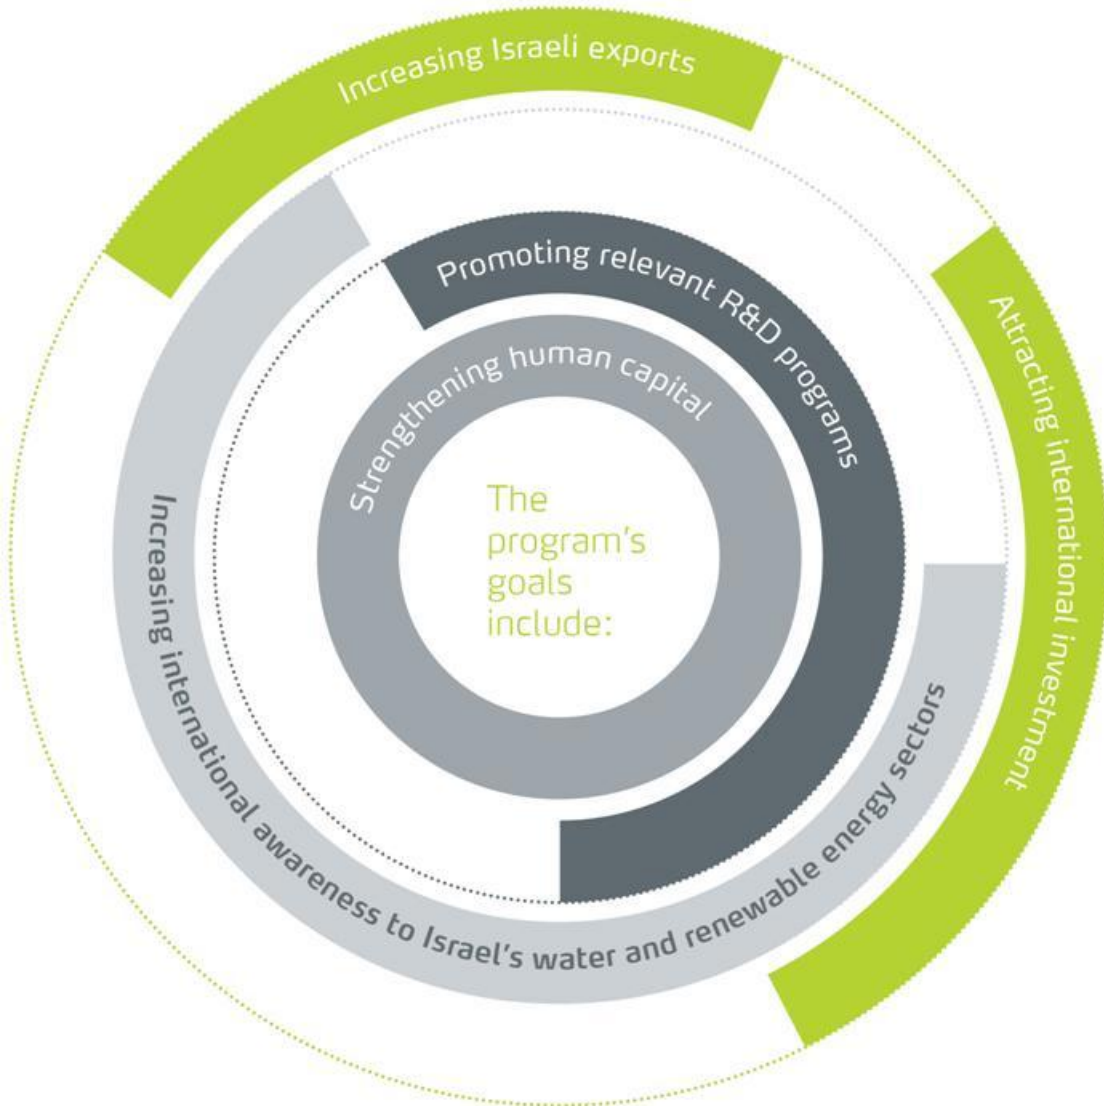 The
program's
goals
include:
Strengthening human capital
Promoting relevant R&D programs
Increasing international awareness to Israel's water and renewable energy sectors
Increasing Israeli exports
Attracting international investment